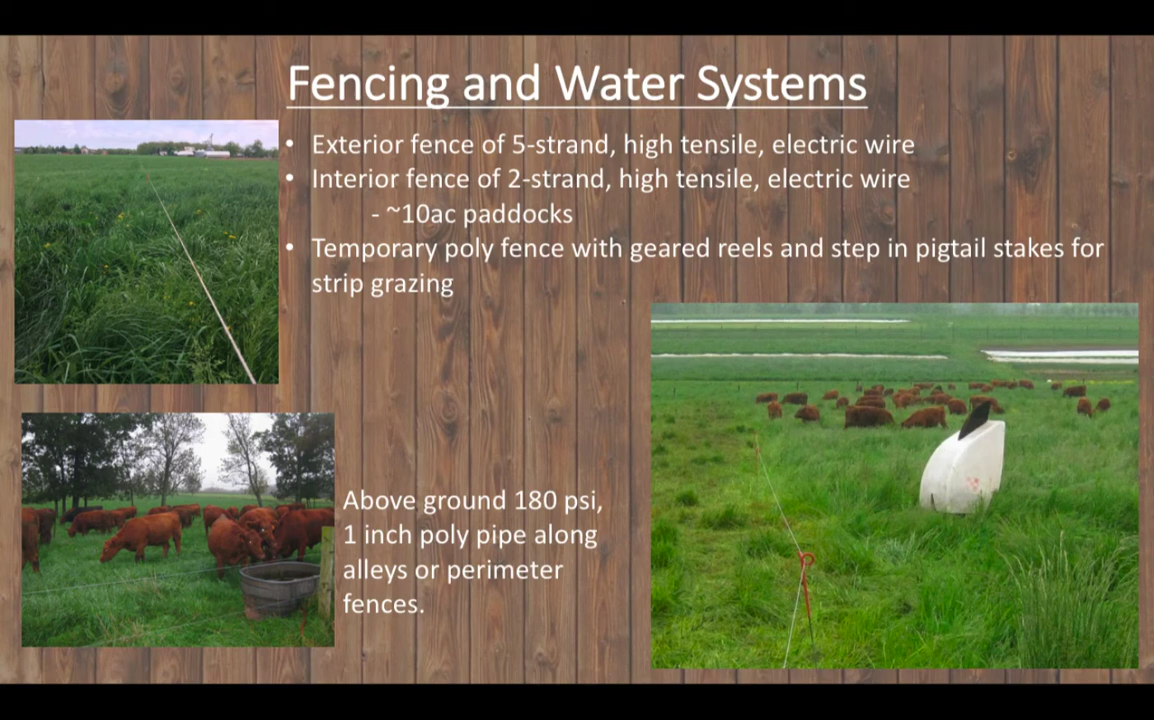 Fencing and Water Systems
• Exterior fence of 5-strand, high tensile, electric wire
• Interior fence of 2-strand, high tensile, electric wire
- ~10ac paddocks
• Temporary poly fence with geared reels and step in pigtail stakes for
strip grazing
Above ground 180 psi,
1 inch poly pipe along
alleys or perimeter
fences.